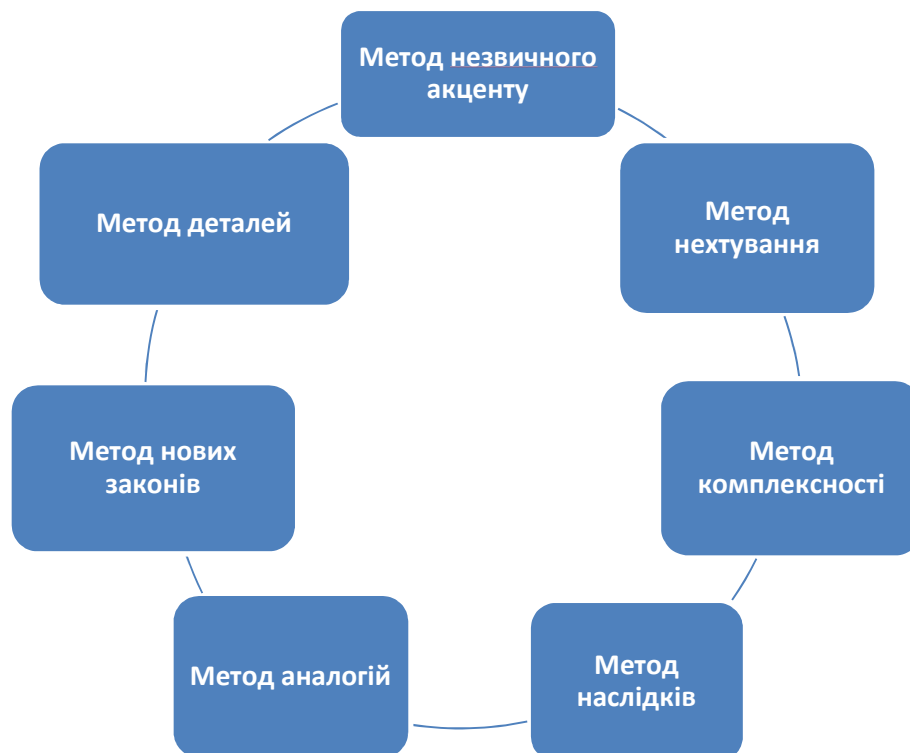 Метод незвичного
акценту
Метод
нехтування
Метод
комплексності
Метод
наслідків
Метод аналогій
Метод нових
законів
Метод деталей